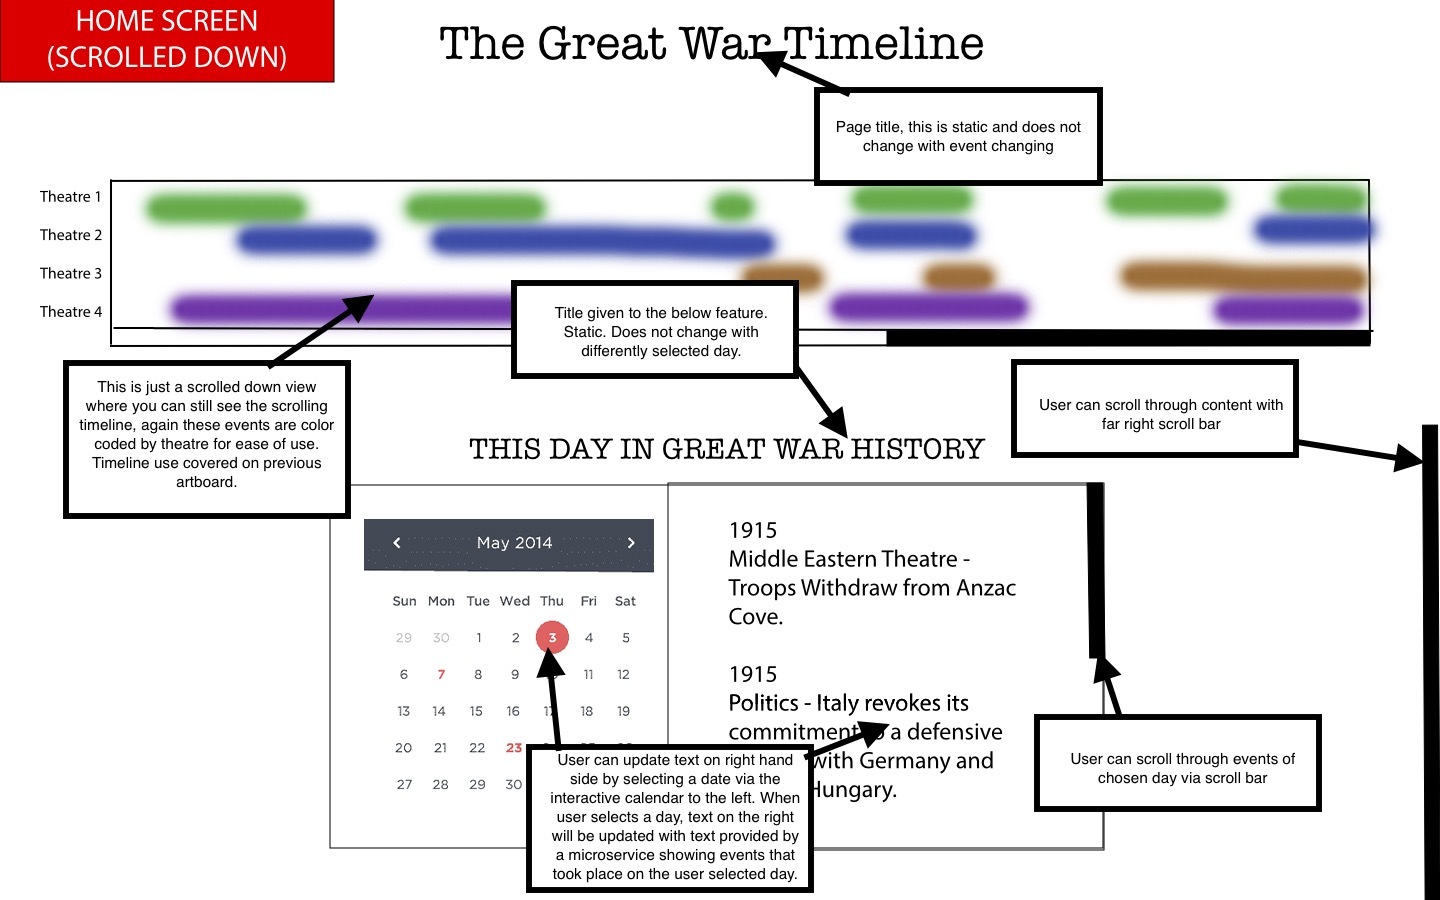 HOME SCREEN
(SCROLLED DOWN)
The Great War Timeline
Page title, this is static and does not
change with event changing
Theatre 1
Theatre 2
Theatre 3
Theatre 4
Title given to the below feature.
Static. Does not change with
differently selected day.
This is just a scrolled down view
where you can still see the scrolling
timeline, again these events are color
coded by theatre for ease of use.
Timeline use covered on previous
artboard.
User can scroll through content with
far right scroll bar
THIS DAY IN GREAT WAR HISTORY
May 2014
Sun Mon Tue Wed Thu Fri Sat
29 30 1 2 3 4 5
6 7 8 9 11 12
13 14 15 16 18 19
20 21 22 23
27 28 29 30
1915
Middle Eastern Theatre -
Troops Withdraw from Anzac
Cove.
1915
Politics - Italy revokes its
commitment a defensive
with Germany and
Hungary.
User can update text on right hand
side by selecting a date via the
interactive calendar to the left. When
user selects a day, text on the right
will be updated with text provided by
a microservice showing events that
took place on the user selected day.
User can scroll through events of
chosen day via scroll bar